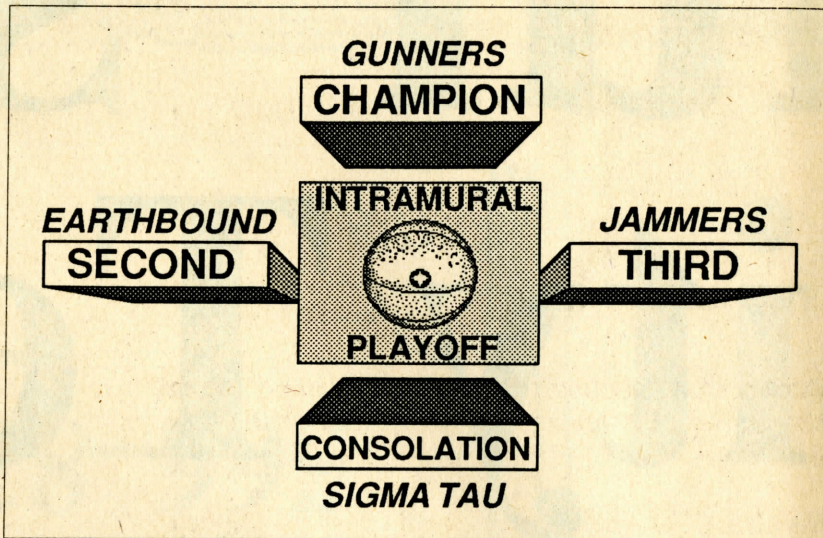 GUNNERS
CHAMPION
INTRAMURAL
EARTHBOUND
SECOND
JAMMERS
THIRD
PLAYOFF
CONSOLATION
SIGMA TAU